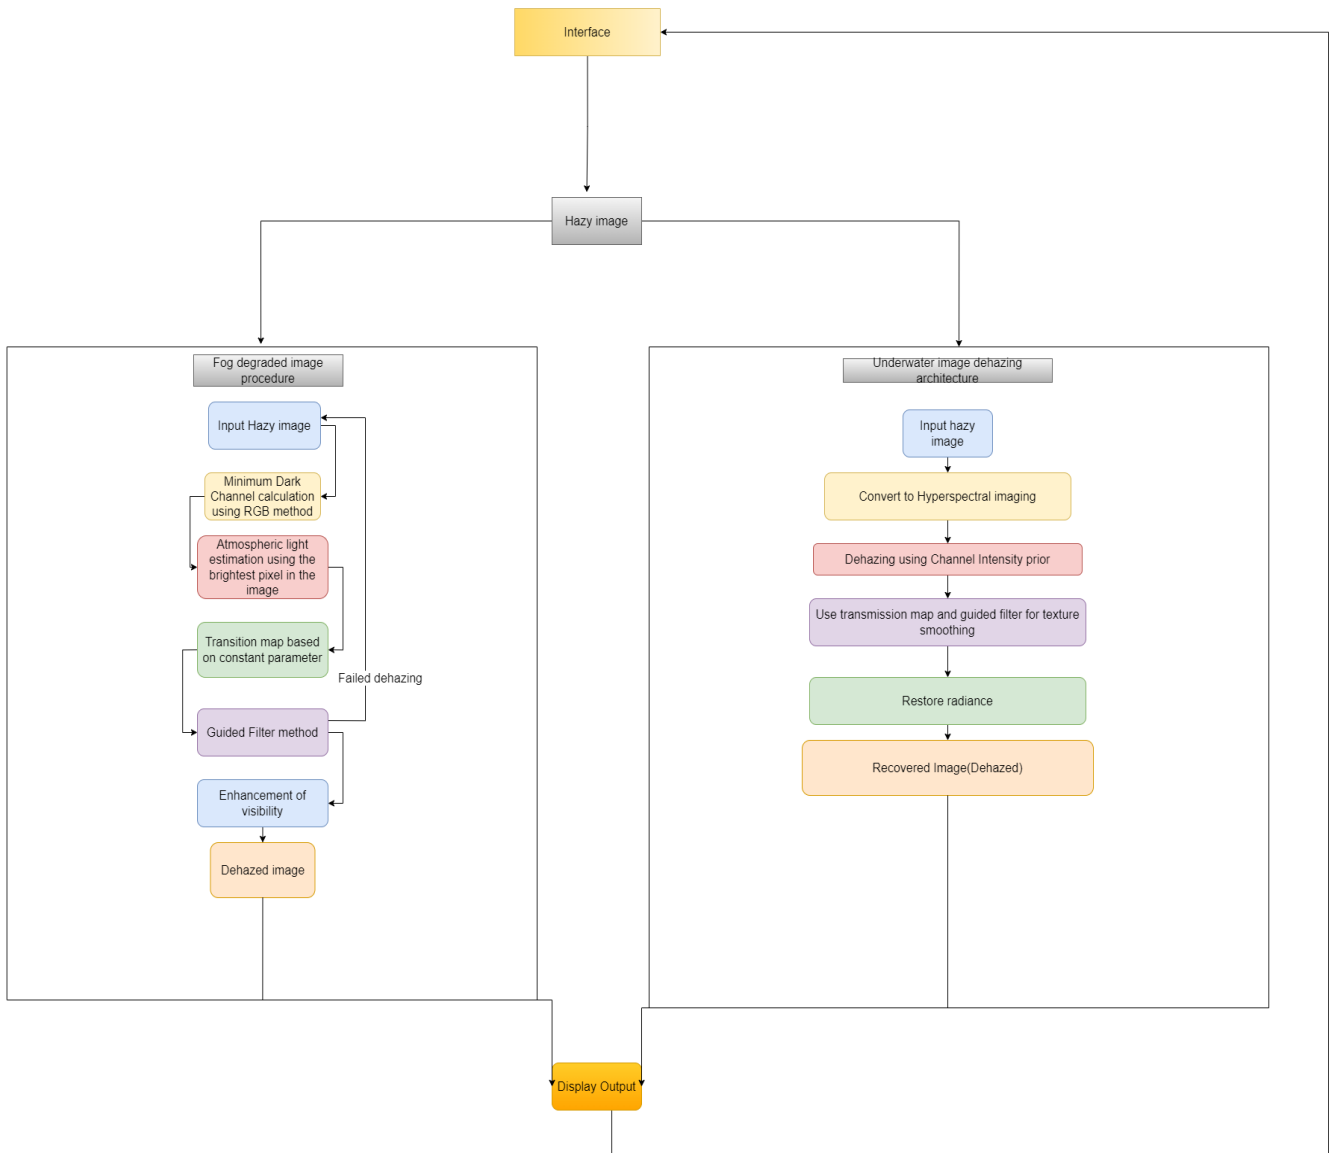 Interface
Hazy image
Fog degraded image
procedure
Input Hazy image
Minimum Dark
Channel calculation
using RGB method
Atmospheric light
estimation using the
brightest pixel in the
image
Transition map based
on constant parameter
Failed dehazing
Guided Filter method
Enhancement of
visibility
Dehazed image
Underwater image dehazing
architecture
Input hazy
image
Convert to Hyperspectral imaging
Dehazing using Channel Intensity prior
Use transmission map and guided filter for texture
smoothing
Restore radiance
Recovered Image(Dehazed)
Display Output